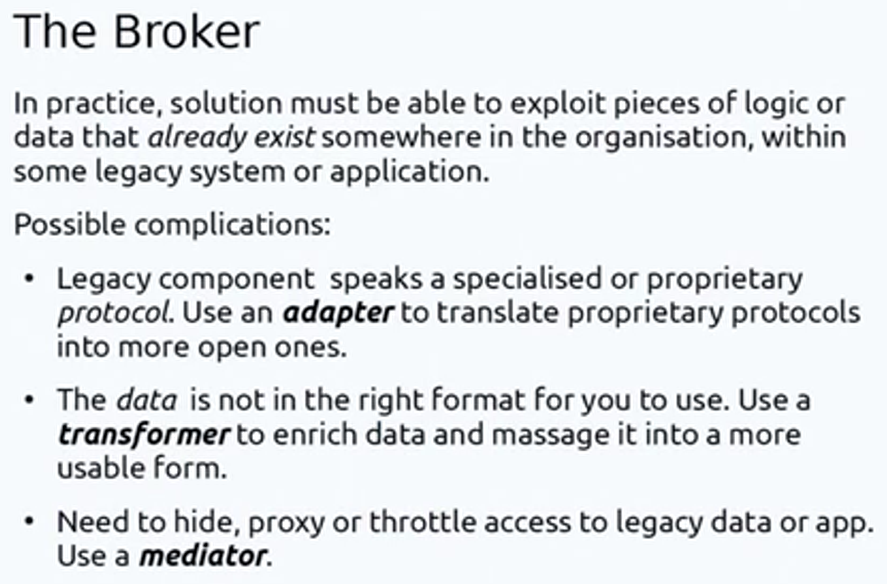 The Broker
In practice, solution must be able to exploit pieces of logic or
data that already exist somewhere in the organisation, within
some legacy system or application.
Possible complications:
• Legacy component speaks a specialised or proprietary
protocol. Use an adapter to translate proprietary protocols
into more open ones.
• The data is not in the right format for you to use. Use a
transformer to enrich data and massage it into a more
usable form.
• Need to hide, proxy or throttle access to legacy data or app.
Use a mediator.